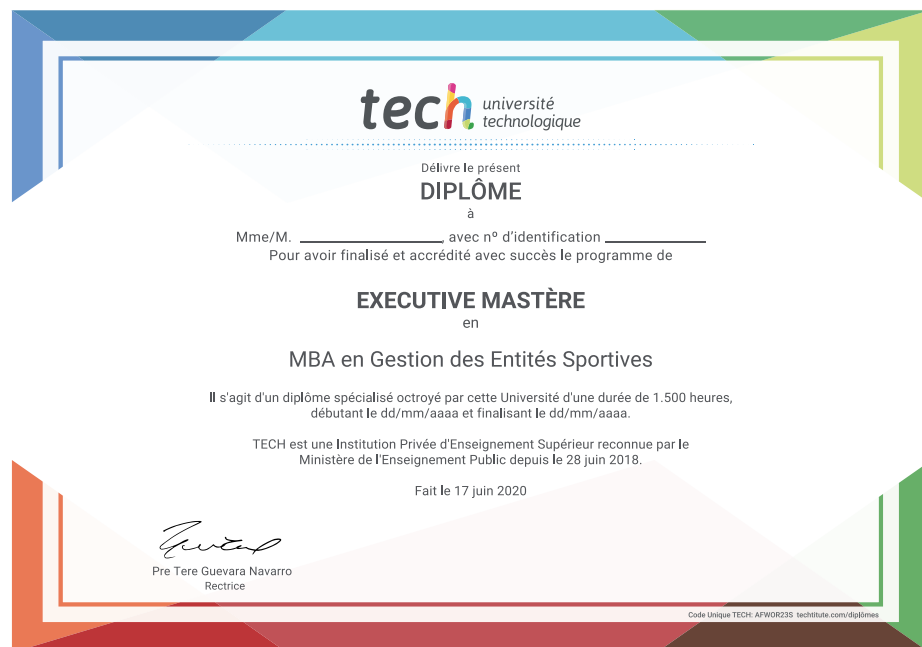 tech université
technologique
Délivre le présent
DIPLÔME
à
Mme/M. ____________________, avec nº d'identification ______________
Pour avoir finalisé et accrédité avec succès le programme de
EXECUTIVE MASTÈRE
en
MBA en Gestion des Entités Sportives
Il s'agit d'un diplôme spécialisé octroyé par cette Université d'une durée de 1.500 heures,
débutant le dd/mm/aaaa et finalisant le dd/mm/aaaa.
TECH est une Institution Privée d'Enseignement Supérieur reconnue par le
Ministère de l'Enseignement Public depuis le 28 juin 2018.
Fait le 17 juin 2020
Pre Tere Guevara Navarro
Rectrice
Code Unique TECH: AFWOR23S techtitute.com/diplômes